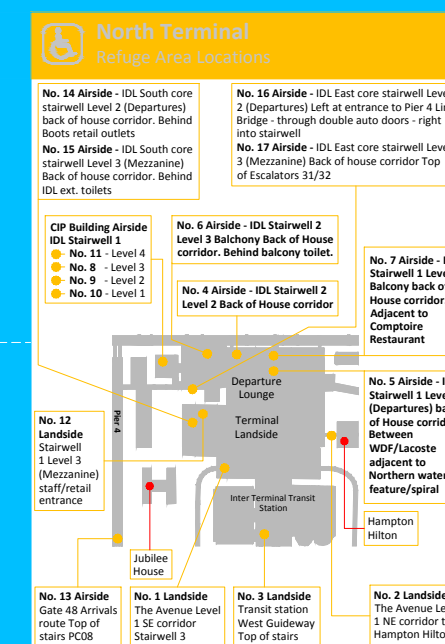 North Terminal
Refuge Area Locations
No. 14 Airside - IDL South core
stairwell Level 2 (Departures)
back of house corridor. Behind
Boots retail outlets
No. 15 Airside - IDL South core
stairwell Level 3 (Mezzanine)
Back of house corridor. Behind
IDL ext. toilets
No. 16 Airside - IDL East core stairwell
2 (Departures) Left at entrance to Pier 4
Bridge - through double auto doors - right
into stairwell
No. 17 Airside - IDL East core stairwell
3 (Mezzanine) Back of house corridor Top
of Escalators 31/32
CIP Building Airside
IDL Stairwell 1
No. 11 - Level 4
No. 8 - Level 3
No. 9 - Level 2
No. 10 - Level 1
No. 6 Airside - IDL Stairwell 2
Level 3 Balchony Back of House
corridor. Behind balcony toilet.
No. 4 Airside - IDL Stairwell 2
Level 2 Back of House corridor
No. 7 Airside -
Stairwell 1
Balcony back
House corridor
Adjacent to
Comptoire
Restaurant
No. 5 Airside -
Stairwell 1
(Departures)
of House
Between
WDF/Lacoste
adjacent to
Northern water
feature/spiral
Departure
Lounge
Terminal
Landside
Pier 4
No. 12
Landside
Stairwell
1 Level 3
(Mezzanine)
staff/retail
entrance
Inter Terminal Transit
Station
Hampton
Hilton
Jubilee
House
No. 13 Airside
Gate 48 Arrivals
route Top of
stairs PC08
No. 1 Landside
The Avenue Level
1 SE corridor
Stairwell 3
No. 3 Landside
Transit station
West Guideway
Top of stairs
No. 2 Landside
The Avenue
1 NE corridor
Hampton